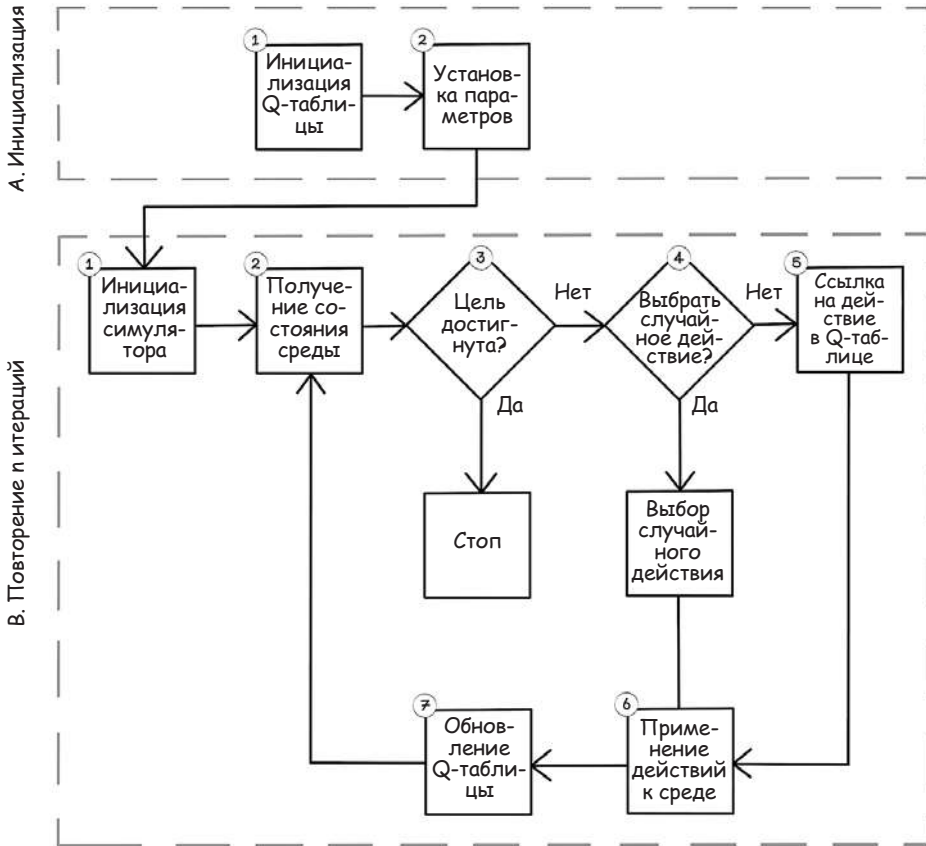 А. Инициализация
1
Инициа-
лизация
Q-табли-
цы
2
Установ-
ка пара-
метров
В. Повторение n итераций
1
Инициа-
лизация
симуля-
тора
2
Получе-
ние со-
стояния
среды
3
Цель
достиг-
нута?
Нет
Да
Стоп
4
Выбрать
случай-
ное дей-
ствие?
Нет
Да
Выбор
случай-
ного
действия
5
Ссылка
на дей-
ствие
в Q-таб-
лице
6
Приме-
нение
действий
к среде
7
Обнов-
ление
Q-табли-
цы